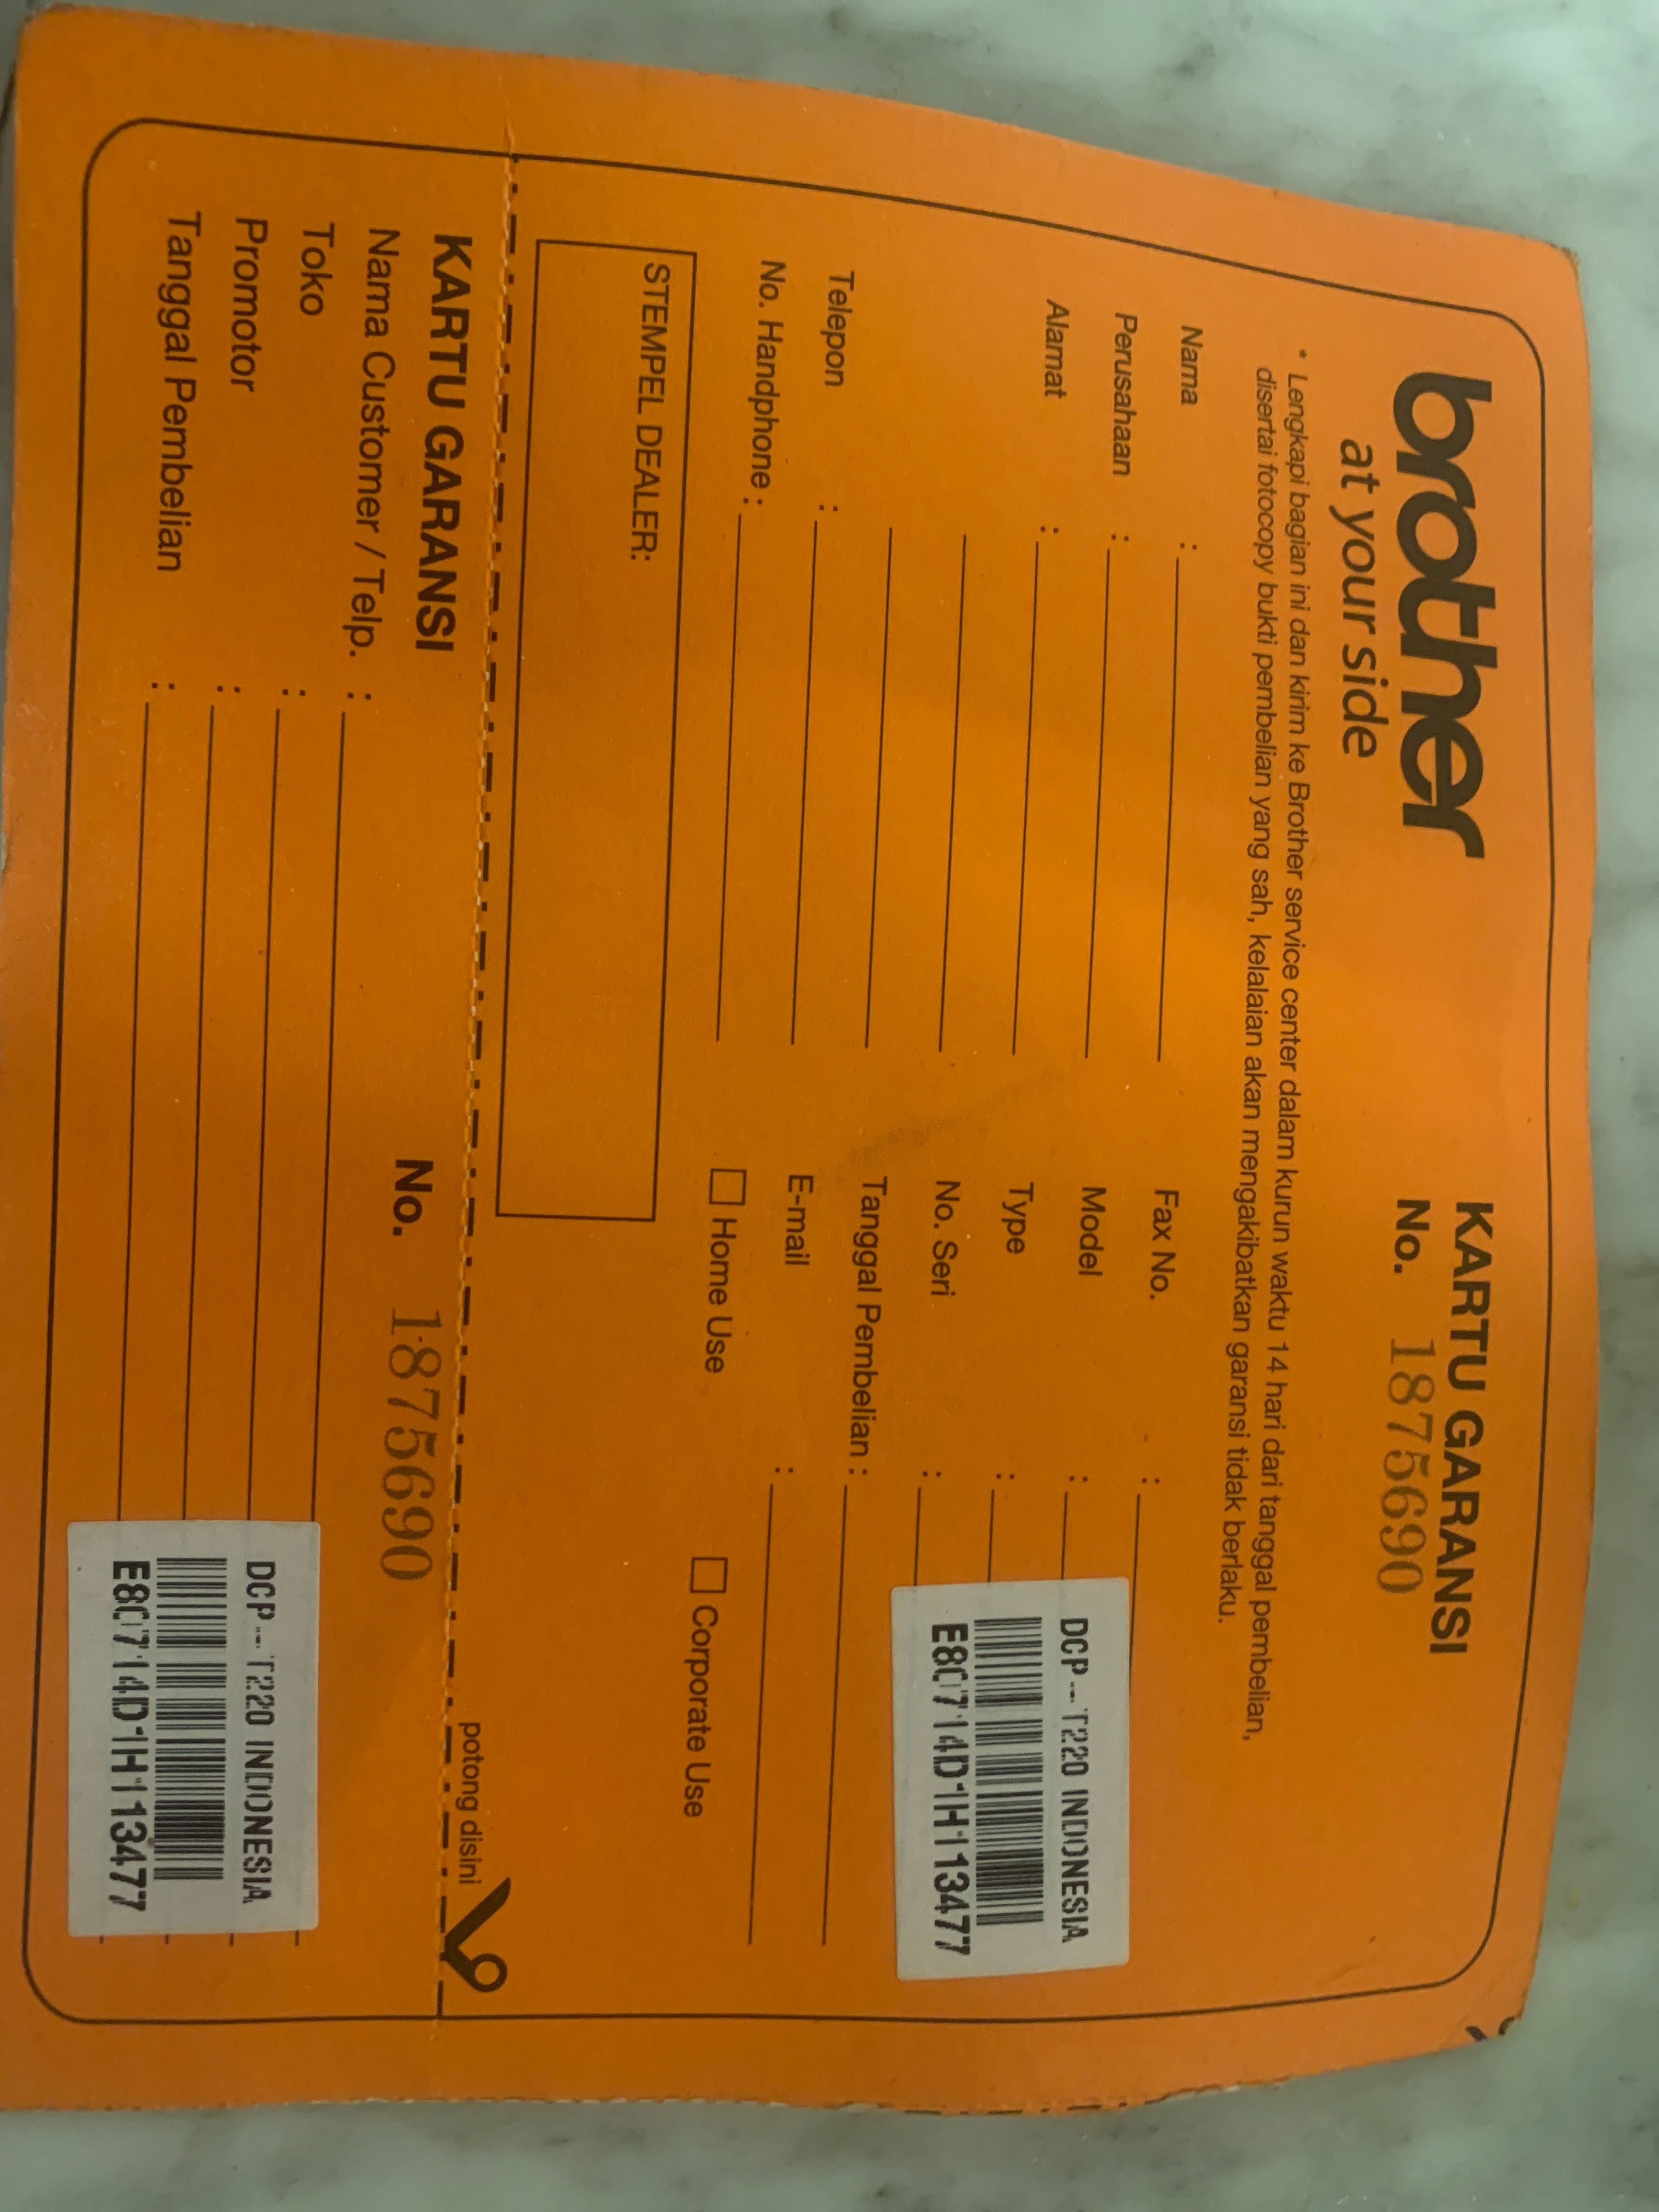 brother
at your side
KARTU GARANSI
No. 1875690
* Lengkapi bagian ini dan kirim ke Brother service center dalam kurun waktu 14 hari dari tanggal pembelian,
disertai fotocopy bukti pembelian yang sah, kelalaian akan mengakibatkan garansi tidak berlaku.
Nama :
Perusahaan :
Alamat :
Telepon :
No. Handphone :
Fax No. :
Model :
Type :
No. Seri :
Tanggal Pembelian :
E-mail :
DCP-T220 INDONESIA
E80714D1H113477
Home Use
Corporate Use
STEMPEL DEALER:
potong disini
KARTU GARANSI
No. 1875690
Nama Customer / Telp. :
Toko :
Promotor :
Tanggal Pembelian :
DCP-T220 INDONESIA
E80714D1H113477